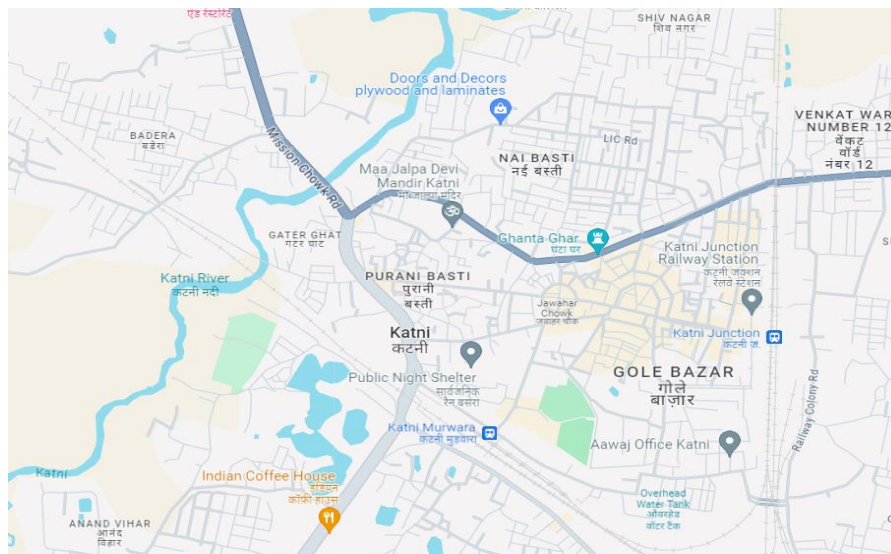 एंड रेस्टोरेंट
SHIV NAGAR
शिव नगर
Doors and Decors
plywood and laminates
BADERA
बडेरा
Mission Chowk Rd
LIC Rd
VENKAT WAR
NUMBER 12
वेंकट
वॉर्ड
नंबर 12
NAI BASTI
नई बस्ती
Maa Jalpa Devi
Mandir Katni
माँ जालपा मंदिर
GATER GHAT
गटर घाट
Ghanta Ghar
घंटा घर
Katni Junction
Railway Station
कटनी जंक्शन
रेलवे स्टेशन
Katni River
कटनी नदी
PURANI BASTI
पुरानी
बस्ती
Jawahar
Chowk
जवाहर चौक
Katni
कटनी
Katni Junction
कटनी जं.
Public Night Shelter
सार्वजनिक
रैन बसेरा
GOLE BAZAR
गोले
बाज़ार
Railway Colony Rd
Katni Murwara
कटनी मुड़वारा
Aawaj Office Katni
Katni
Indian Coffee House
इंडियन
कॉफी हाउस
Overhead
Water Tank
ओवरहेड
वॉटर टैंक
ANAND VIHAR
आनंद
विहार